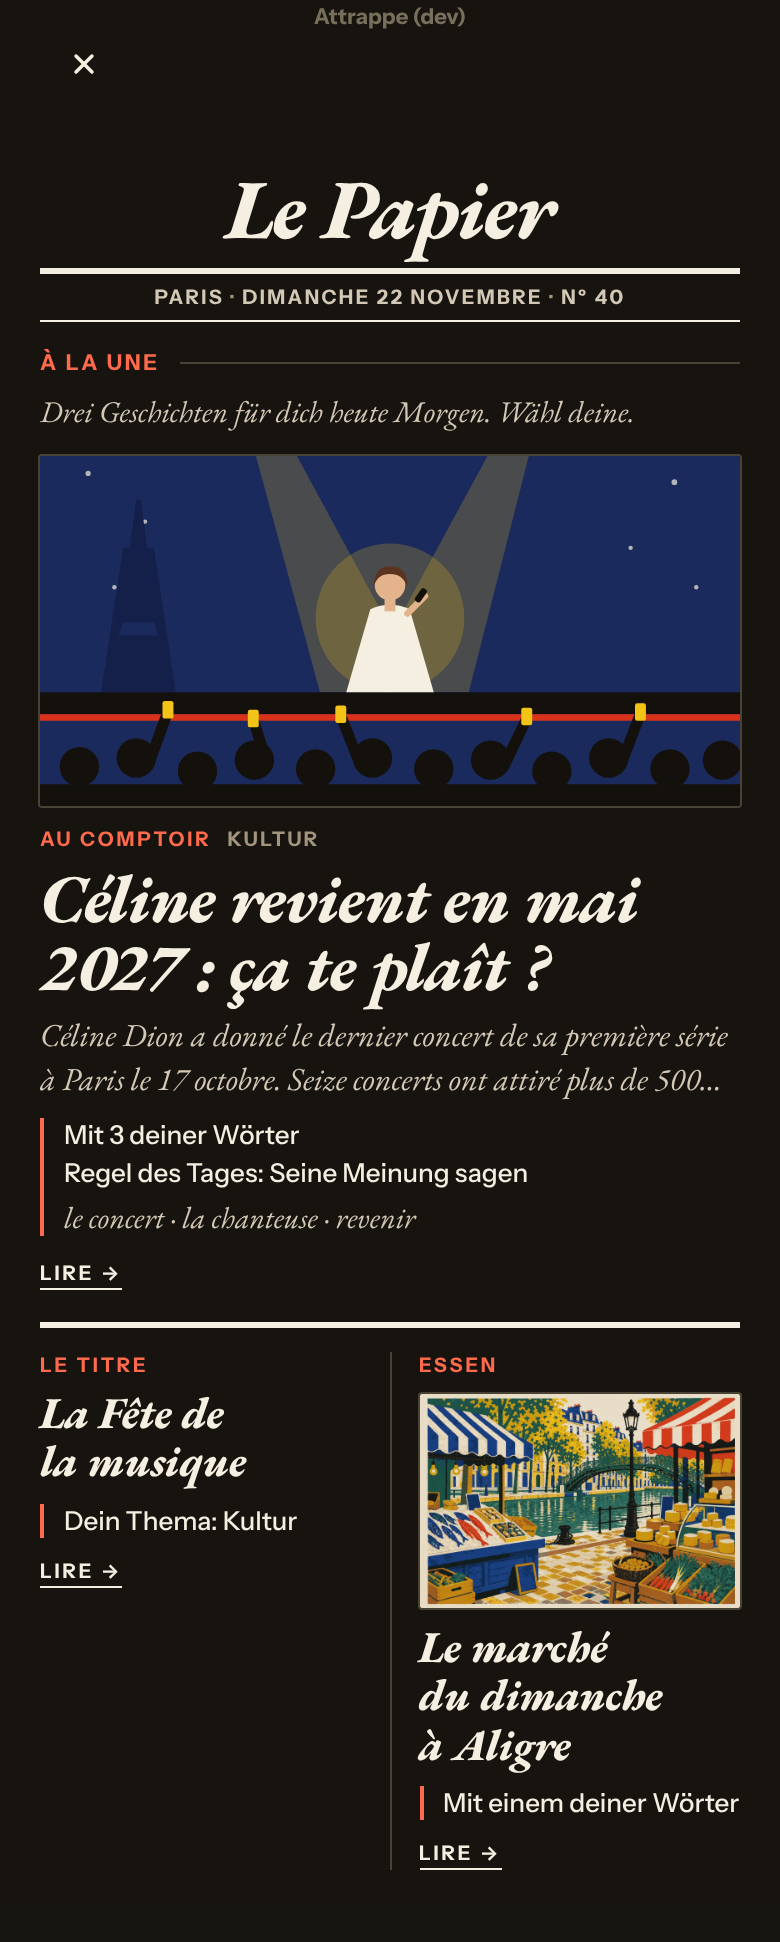 Attrappe (dev)
×
Le Papier
PARIS · DIMANCHE 22 NOVEMBRE · N° 40
À LA UNE
Drei Geschichten für dich heute Morgen. Wähl deine.
AU COMPTOIR KULTUR
Céline revient en mai
2027 : ça te plaît ?
Céline Dion a donné le dernier concert de sa première série
à Paris le 17 octobre. Seize concerts ont attiré plus de 500…
Mit 3 deiner Wörter
Regel des Tages: Seine Meinung sagen
le concert · la chanteuse · revenir
LIRE →
LE TITRE
La Fête de
la musique
Dein Thema: Kultur
LIRE →
ESSEN
Le marché
du dimanche
à Aligre
Mit einem deiner Wörter
LIRE →